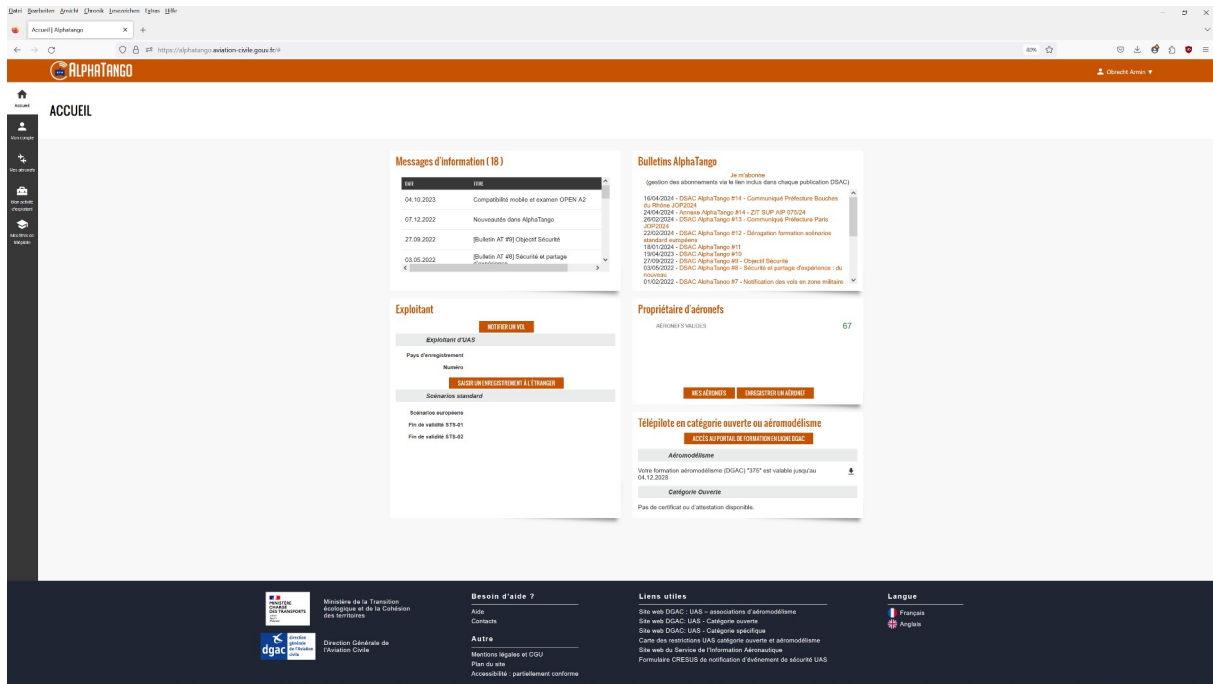 Datei Bearbeiten Ansicht Chronik Lesezeichen Extras Hilfe
Accueil | Alphatango
https://alphatango.aviation-civile.gouv.fr/#
80%
ALPHATANGO
Obrecht Armin
Accueil
ACCUEIL
Mon compte
Mes aéronefs
Mon activité d'exploitant
Mes titres de télépilote
Messages d'information ( 18 )
DATE TITRE
04.10.2023 Compatibilité mobile et examen OPEN A2
07.12.2022 Nouveautés dans AlphaTango
27.09.2022 [Bulletin AT #9] Objectif Sécurité
03.05.2022 [Bulletin AT #8] Sécurité et partage d'expérience
Bulletins AlphaTango
Je m'abonne
(gestion des abonnements via le lien inclus dans chaque publication DSAC)
16/04/2024 - DSAC AlphaTango #14 - Communiqué Préfecture Bouches
du Rhône JOP2024
24/04/2024 - Annexe AlphaTango #14 - ZIT SUP AIP 075/24
26/02/2024 - DSAC AlphaTango #13 - Communiqué Préfecture Paris
JOP2024
22/02/2024 - DSAC AlphaTango #12 - Dérogation formation scénarios
standard européens
18/01/2024 - DSAC AlphaTango #11
19/04/2023 - DSAC AlphaTango #10
27/09/2022 - DSAC AlphaTango #9 - Objectif Sécurité
03/05/2022 - DSAC AlphaTango #8 - Sécurité et partage d'expérience : du
nouveau
01/02/2022 - DSAC AlphaTango #7 - Notification des vols en zone militaire
Exploitant
NOTIFIER UN VOL
Exploitant d'UAS
Pays d'enregistrement
Numéro
SAISIR UN ENREGISTREMENT À L'ÉTRANGER
Scénarios standard
Scénarios européens
Fin de validité STS-01
Fin de validité STS-02
Propriétaire d'aéronefs
AÉRONEFS VALIDES 67
MES AÉRONEFS ENREGISTRER UN AÉRONEF
Télépilote en catégorie ouverte ou aéromodélisme
ACCÈS AU PORTAIL DE FORMATION EN LIGNE DGAC
Aéromodélisme
Votre formation aéromodélisme (DGAC) "375" est valable jusqu'au
04.12.2028
Catégorie Ouverte
Pas de certificat ou d'attestation disponible.
MINISTÈRE
CHARGÉ
DES TRANSPORTS
Ministère de la Transition
écologique et de la Cohésion
des territoires
dgac
direction
générale
de l'Aviation
civile
Direction Générale de
l'Aviation Civile
Besoin d'aide ?
Aide
Contacts
Autre
Mentions légales et CGU
Plan du site
Accessibilité : partiellement conforme
Liens utiles
Site web DGAC : UAS – associations d'aéromodélisme
Site web DGAC: UAS - Catégorie ouverte
Site web DGAC: UAS - Catégorie spécifique
Carte des restrictions UAS catégorie ouverte et aéromodélisme
Site web du Service de l'Information Aéronautique
Formulaire CRESUS de notification d'événement de sécurité UAS
Langue
Français
Anglais